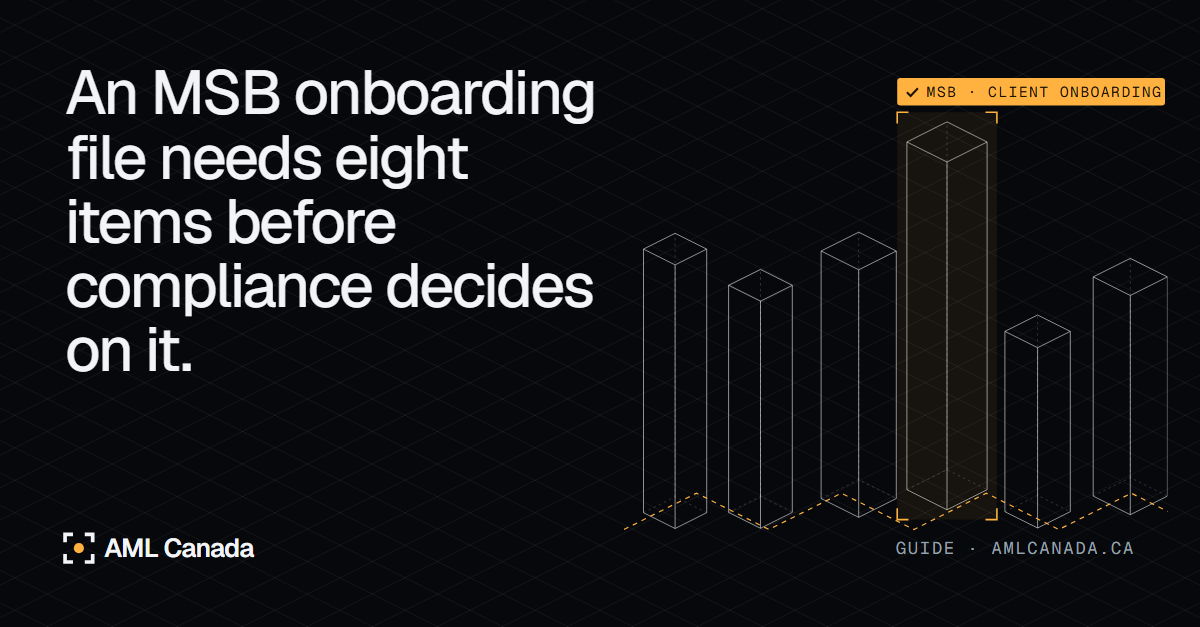 An MSB onboarding
file needs eight
items before
compliance decides
on it.
MSB · CLIENT ONBOARDING
AML Canada
GUIDE · AMLCANADA.CA